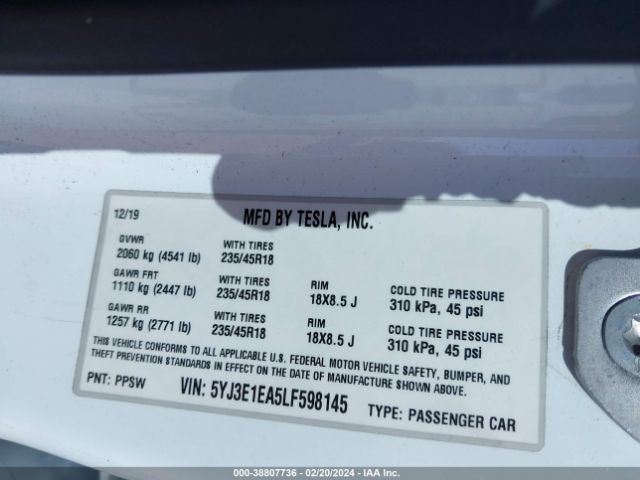 12/19 MFD BY TESLA, INC.
GVWR WITH TIRES
2060 kg (4541 lb) 235/45R18
GAWR FRT WITH TIRES RIM COLD TIRE PRESSURE
1110 kg (2447 lb) 235/45R18 18X8.5 J 310 kPa, 45 psi
GAWR RR WITH TIRES RIM COLD TIRE PRESSURE
1257 kg (2771 lb) 235/45R18 18X8.5 J 310 kPa, 45 psi
THIS VEHICLE CONFORMS TO ALL APPLICABLE U.S. FEDERAL MOTOR VEHICLE SAFETY, BUMPER, AND
THEFT PREVENTION STANDARDS IN EFFECT ON THE DATE OF MANUFACTURE SHOWN ABOVE.
PNT: PPSW VIN: 5YJ3E1EA5LF598145 TYPE: PASSENGER CAR
000-38807736 - 02/20/2024 - IAA Inc.